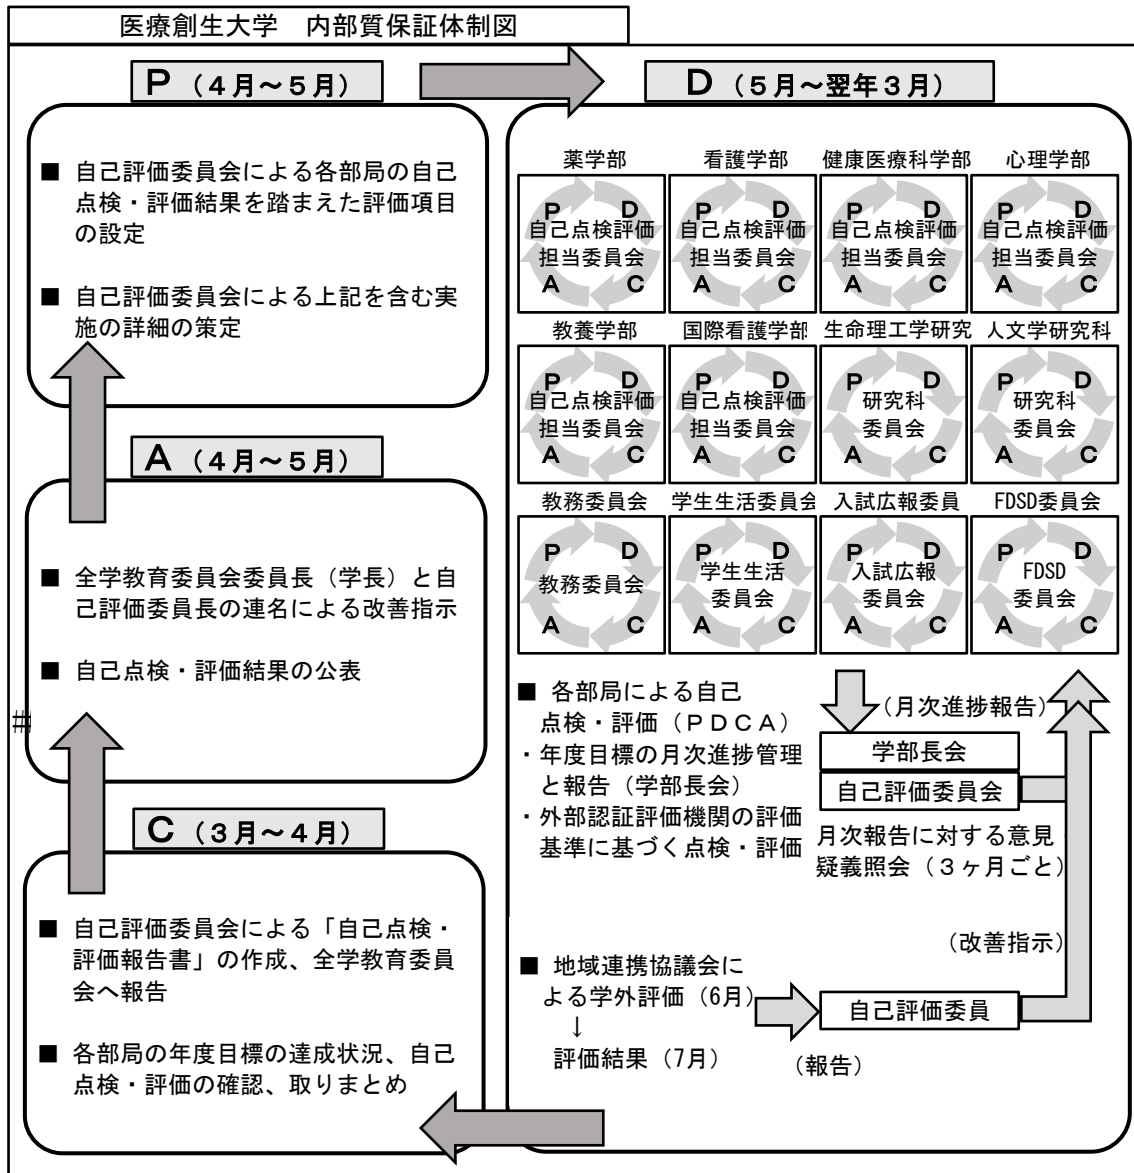 医療創生大学　内部質保証体制図
P（４月～５月）
■ 自己評価委員会による各部局の自己
点検・評価結果を踏まえた評価項目
の設定
■ 自己評価委員会による上記を含む実
施の詳細の策定
A（４月～５月）
■ 全学教育委員会委員長（学長）と自
己評価委員長の連名による改善指示
■ 自己点検・評価結果の公表
#
C（３月～４月）
■ 自己評価委員会による「自己点検・
評価報告書」の作成、全学教育委員
会へ報告
■ 各部局の年度目標の達成状況、自己
点検・評価の確認、取りまとめ
D（５月～翌年３月）
薬学部 看護学部 健康医療科学部 心理学部
P D P D P D P D
自己点検評価 自己点検評価 自己点検評価 自己点検評価
担当委員会 担当委員会 担当委員会 担当委員会
A C A C A C A C
教養学部 国際看護学部 生命理工学研究 人文学研究科
P D P D P D P D
自己点検評価 自己点検評価 研究科 研究科
担当委員会 担当委員会 委員会 委員会
A C A C A C A C
教務委員会 学生生活委員会 入試広報委員 FDSD委員会
P D P D P D P D
教務委員会 学生生活 入試広報 FDSD
委員会 委員会 委員会
A C A C A C A C
■ 各部局による自己
点検・評価（ＰＤＣＡ）
・年度目標の月次進捗管理
と報告（学部長会）
・外部認証評価機関の評価
基準に基づく点検・評価
（月次進捗報告）
学部長会
自己評価委員会
月次報告に対する意見
疑義照会（３ヶ月ごと）
（改善指示）
■ 地域連携協議会に
よる学外評価（6月）
↓
評価結果（7月）
（報告）
自己評価委員